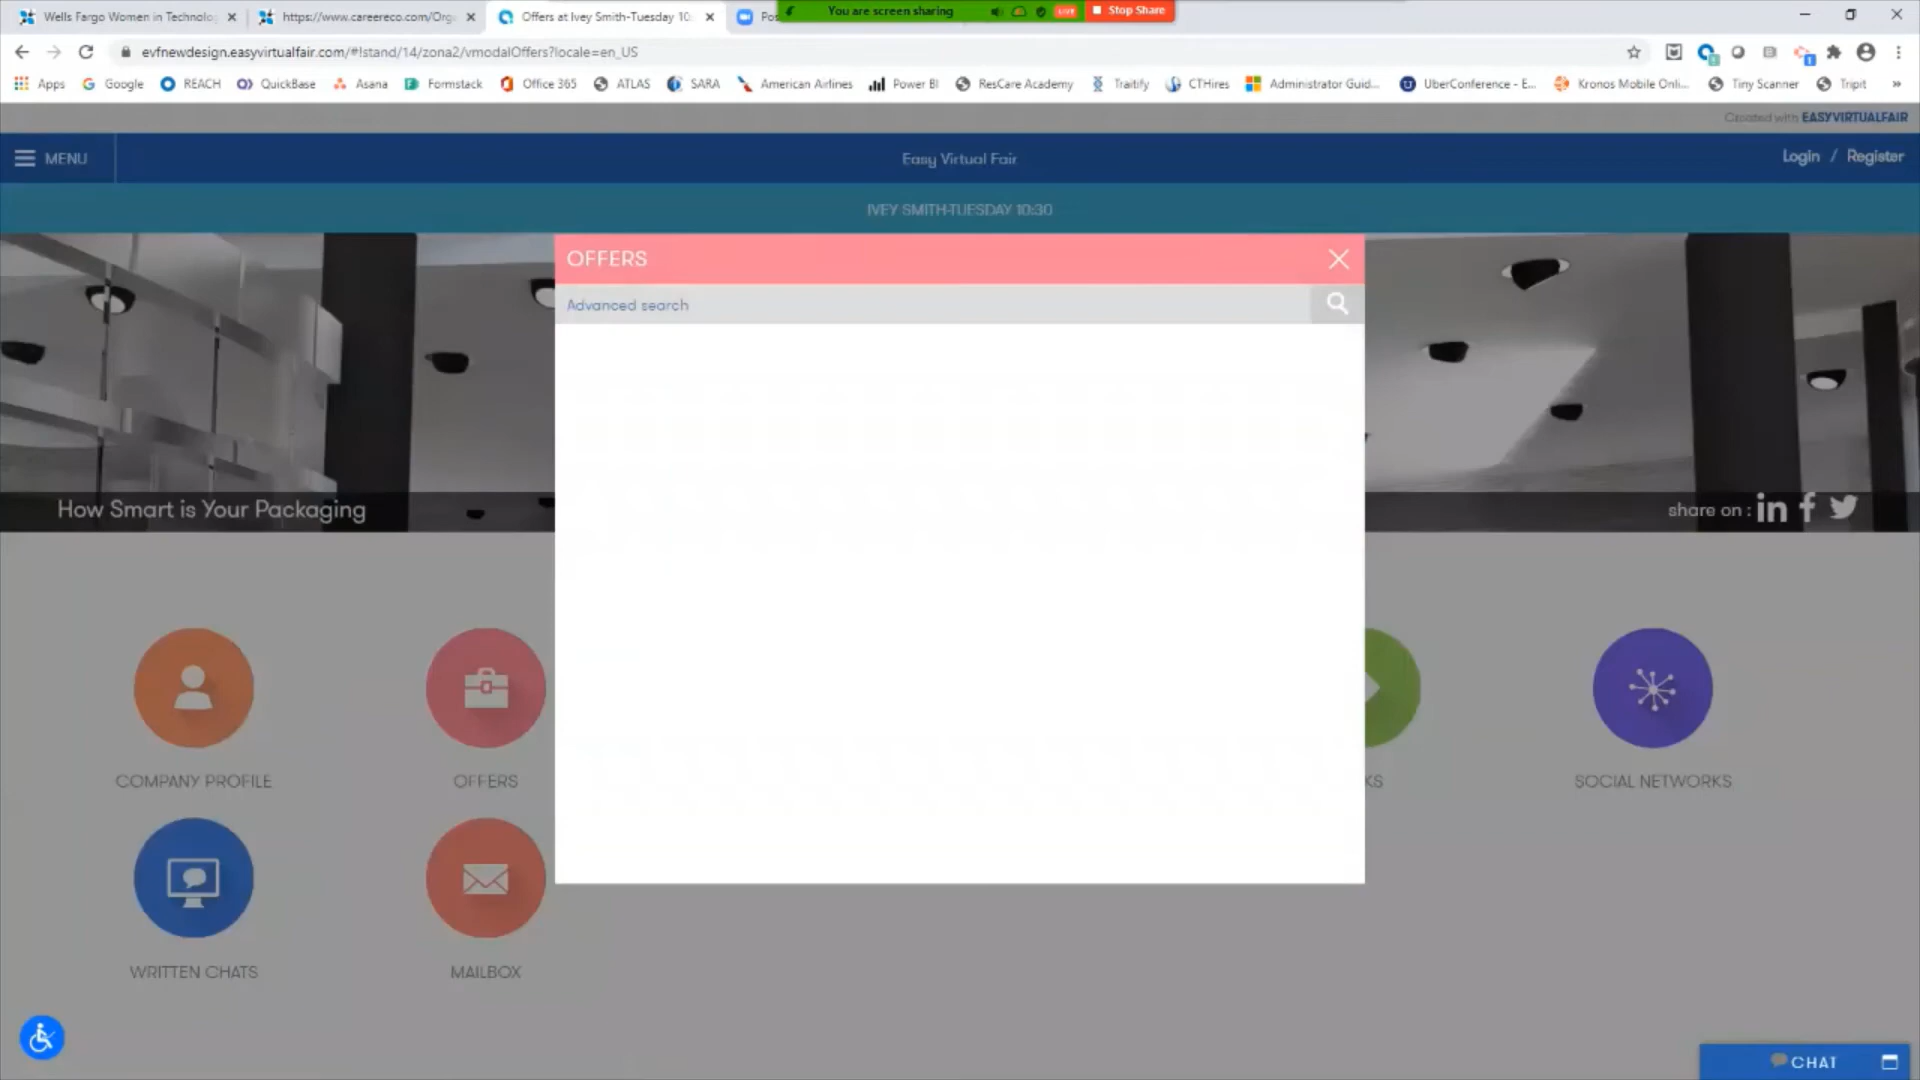 Wells Fargo Women in Technolo
https://www.careereco.com/Org
Offers at Ivey Smith-Tuesday 10:
Pos
You are screen sharing
LIVE
Stop Share
evfnewdesign.easyvirtualfair.com/#!stand/14/zona2/vmodalOffers?locale=en_US
Apps
Google
REACH
QuickBase
Asana
Formstack
Office 365
ATLAS
SARA
American Airlines
Power BI
ResCare Academy
Traitify
CTHires
Administrator Guid...
UberConference - E...
Kronos Mobile Onli...
Tiny Scanner
Tripit
Created with EASYVIRTUALFAIR
MENU
Easy Virtual Fair
Login / Register
IVEY SMITH-TUESDAY 10:30
OFFERS
Advanced search
How Smart is Your Packaging
share on :
COMPANY PROFILE
OFFERS
KS
SOCIAL NETWORKS
WRITTEN CHATS
MAILBOX
CHAT